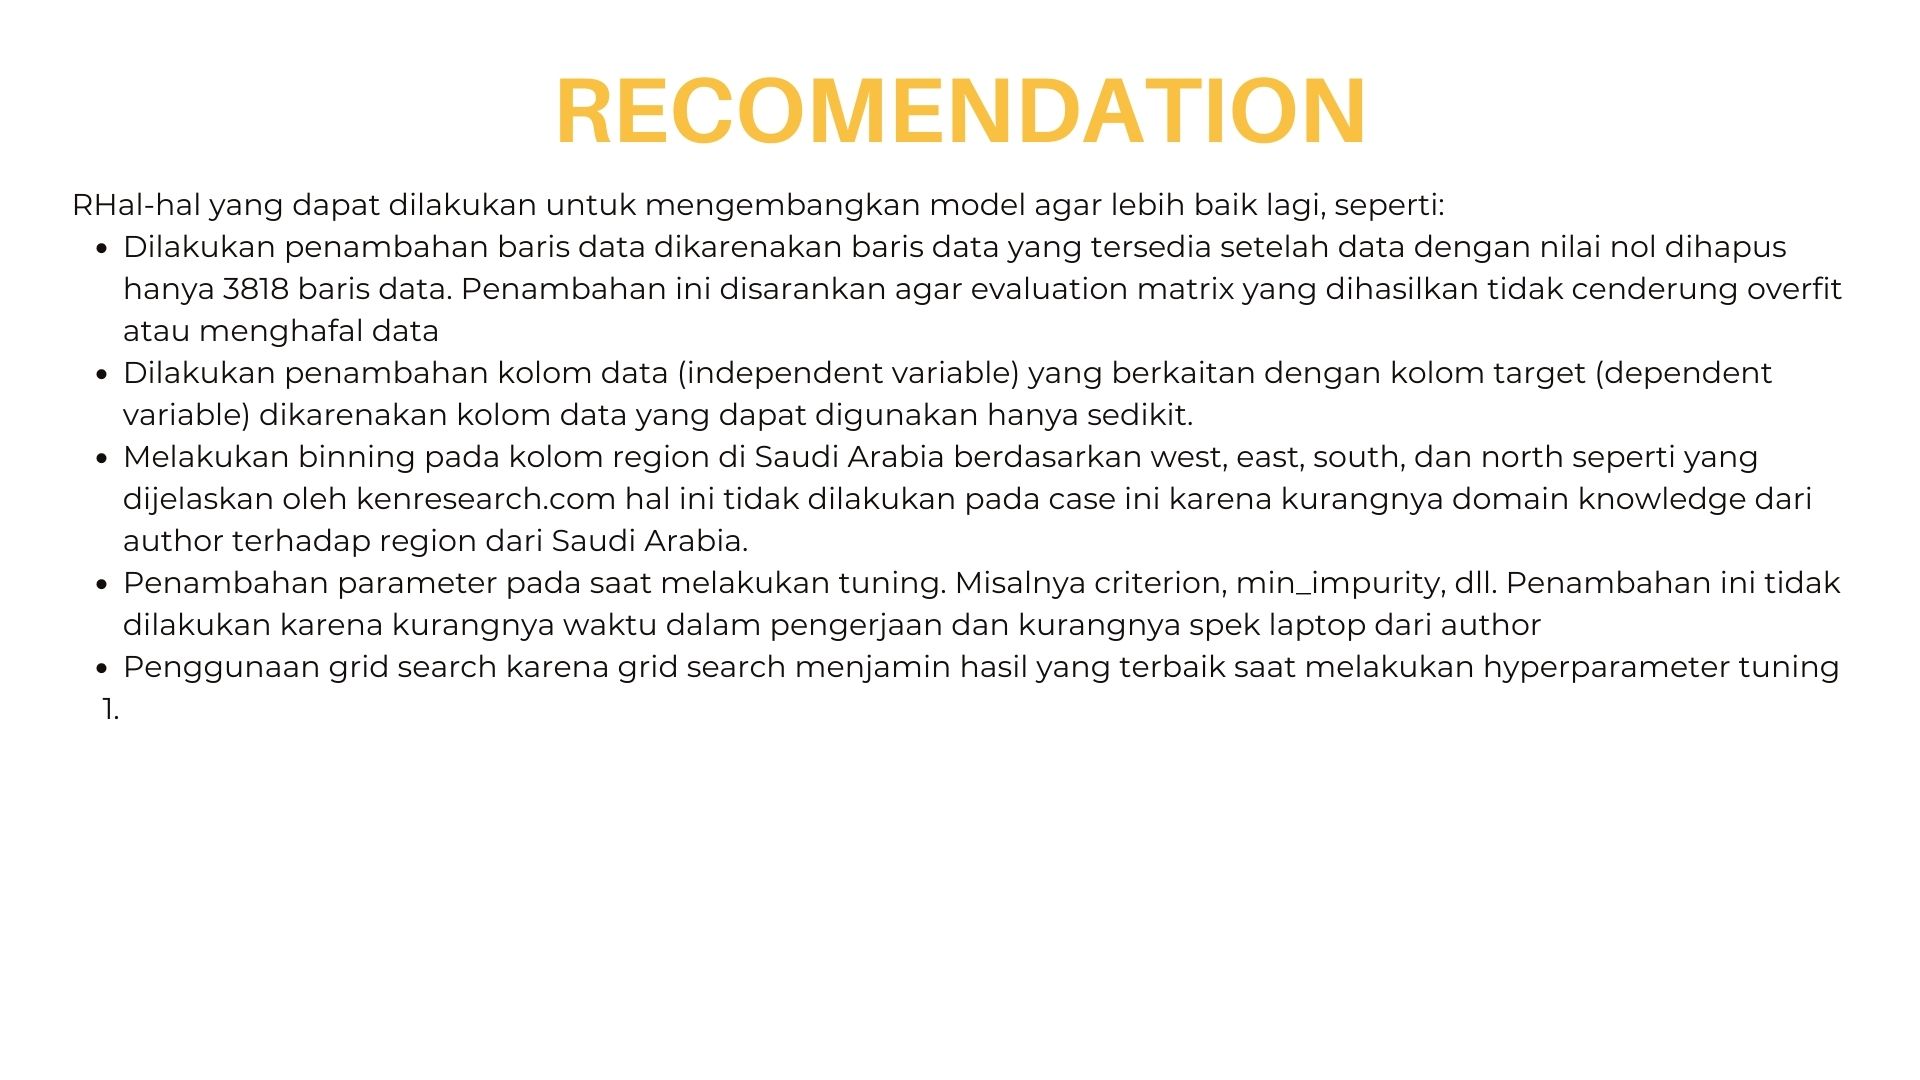 RECOMENDATION
RHal-hal yang dapat dilakukan untuk mengembangkan model agar lebih baik lagi, seperti:
• Dilakukan penambahan baris data dikarenakan baris data yang tersedia setelah data dengan nilai nol dihapus
hanya 3818 baris data. Penambahan ini disarankan agar evaluation matrix yang dihasilkan tidak cenderung overfit
atau menghafal data
• Dilakukan penambahan kolom data (independent variable) yang berkaitan dengan kolom target (dependent
variable) dikarenakan kolom data yang dapat digunakan hanya sedikit.
• Melakukan binning pada kolom region di Saudi Arabia berdasarkan west, east, south, dan north seperti yang
dijelaskan oleh kenresearch.com hal ini tidak dilakukan pada case ini karena kurangnya domain knowledge dari
author terhadap region dari Saudi Arabia.
• Penambahan parameter pada saat melakukan tuning. Misalnya criterion, min_impurity, dll. Penambahan ini tidak
dilakukan karena kurangnya waktu dalam pengerjaan dan kurangnya spek laptop dari author
• Penggunaan grid search karena grid search menjamin hasil yang terbaik saat melakukan hyperparameter tuning
1.